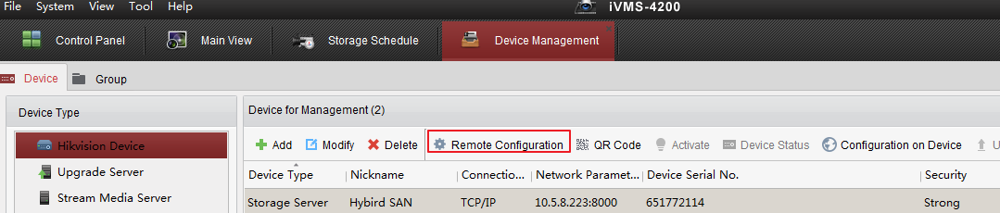 File System View Tool Help iVMS-4200
Control Panel Main View Storage Schedule Device Management
Device Group
Device Type
Hikvision Device
Upgrade Server
Stream Media Server
Device for Management (2)
Add Modify Delete Remote Configuration QR Code Activate Device Status Configuration on Device
Device Type Nickname Connectio... Network Paramet... Device Serial No. Security
Storage Server Hybird SAN TCP/IP 10.5.8.223:8000 651772114 Strong